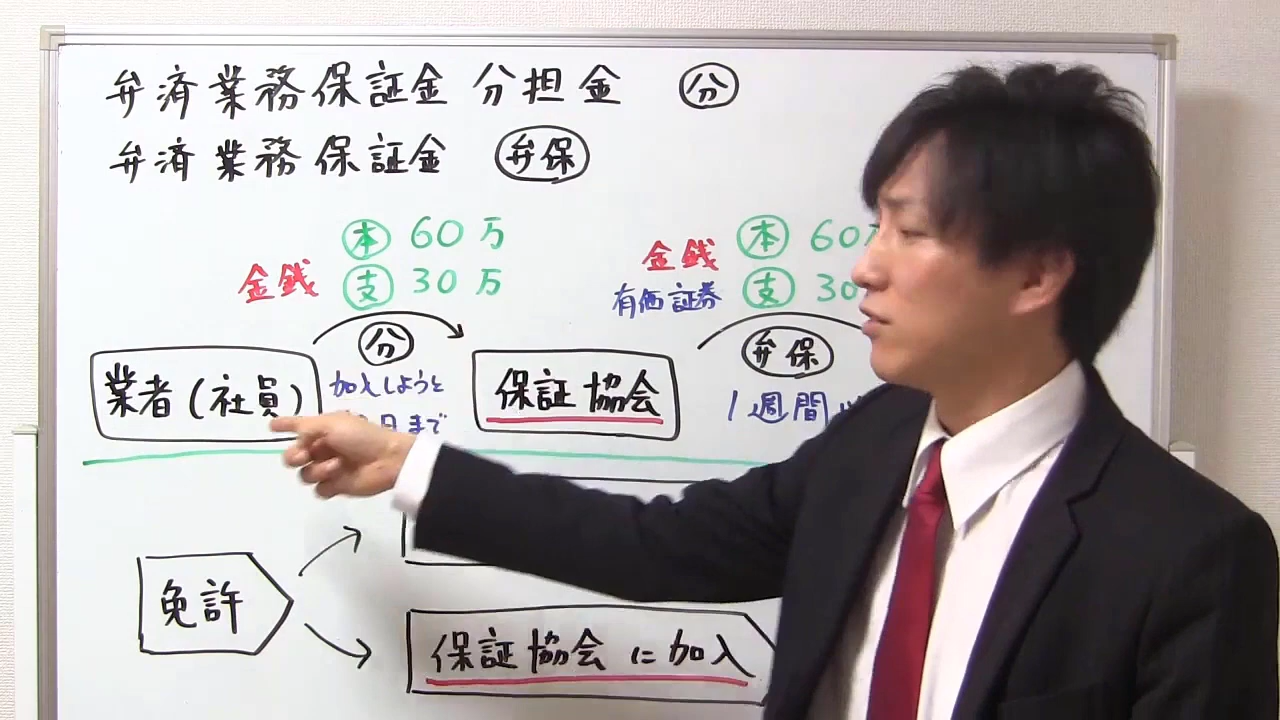 弁済業務保証金 分担金 分
弁済業務保証金 弁保
本 60万
金銭 支 30万
分
業者(社員)
加入しようと
日まで
保証協会
本 60
金銭
支 30
有価証券
弁保
1週間
免許
保証協会に加入